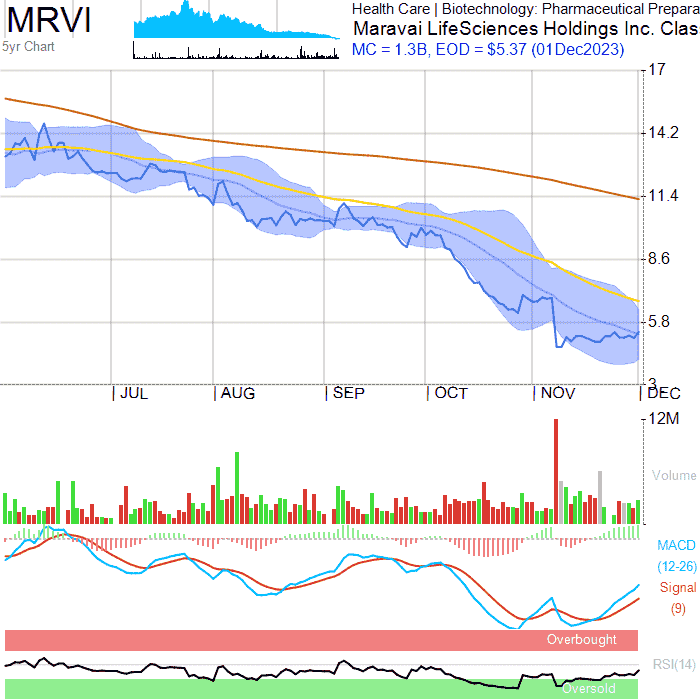 MRVI
5yr Chart
Health Care | Biotechnology: Pharmaceutical Prepara
Maravai LifeSciences Holdings Inc. Clas
MC = 1.3B, EOD = $5.37 (01Dec2023)
17
14.2
11.4
8.6
5.8
3
JUL AUG SEP OCT NOV DEC
12M
Volume
MACD
(12-26)
Signal
(9)
Overbought
RSI(14)
Oversold